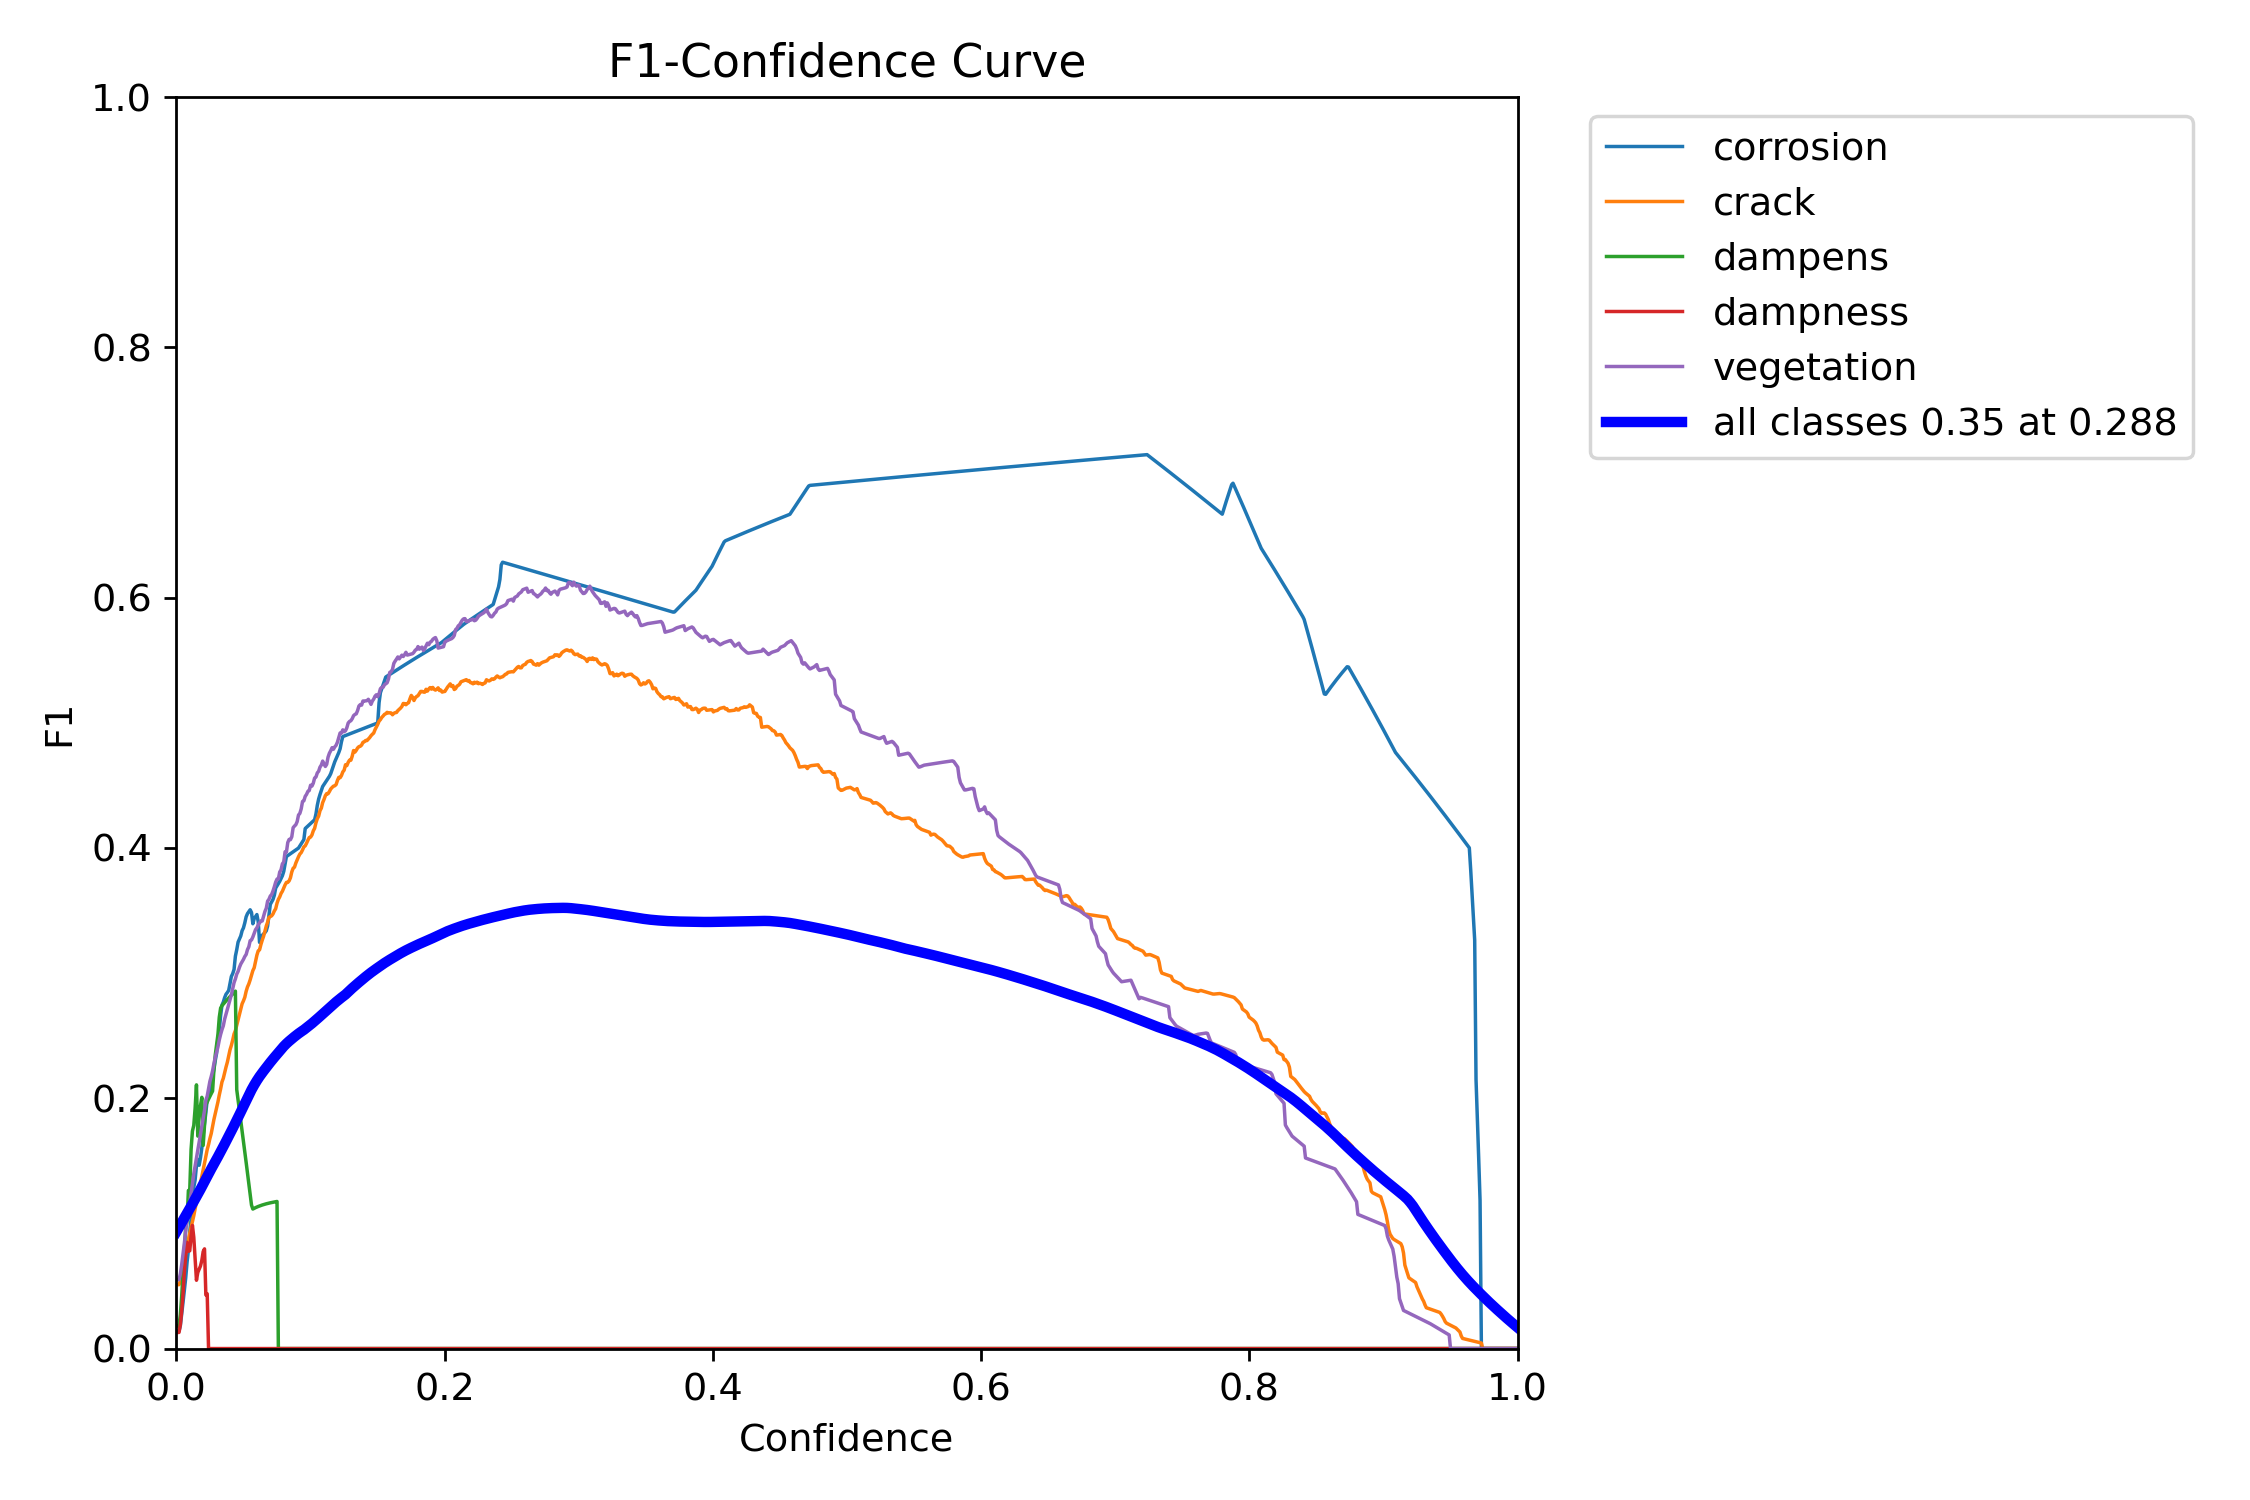 F1-Confidence Curve
1.0
0.8
0.6
0.4
0.2
0.0
F1
0.0 0.2 0.4 0.6 0.8 1.0
Confidence
corrosion
crack
dampens
dampness
vegetation
all classes 0.35 at 0.288